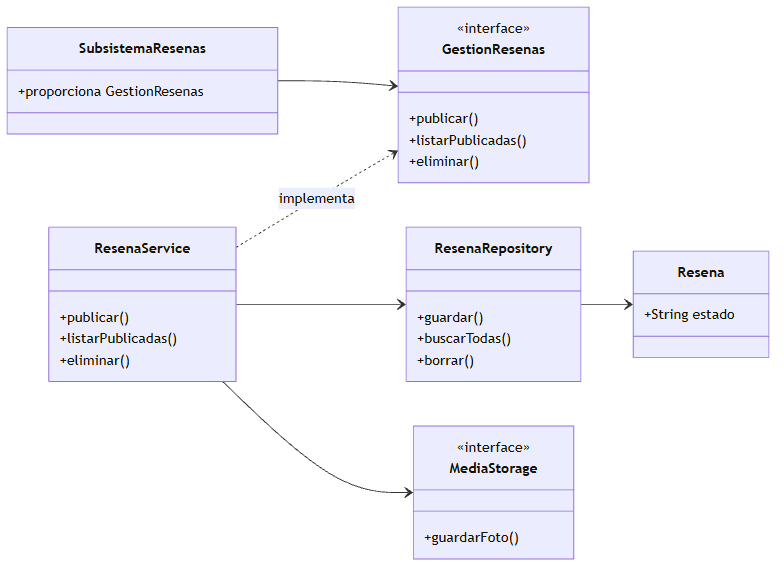 SubsistemaResenas
+proporciona GestionResenas
«interface»
GestionResenas
+publicar()
+listarPublicadas()
+eliminar()
implementa
ResenaService
+publicar()
+listarPublicadas()
+eliminar()
ResenaRepository
+guardar()
+buscarTodas()
+borrar()
Resena
+String estado
«interface»
MediaStorage
+guardarFoto()